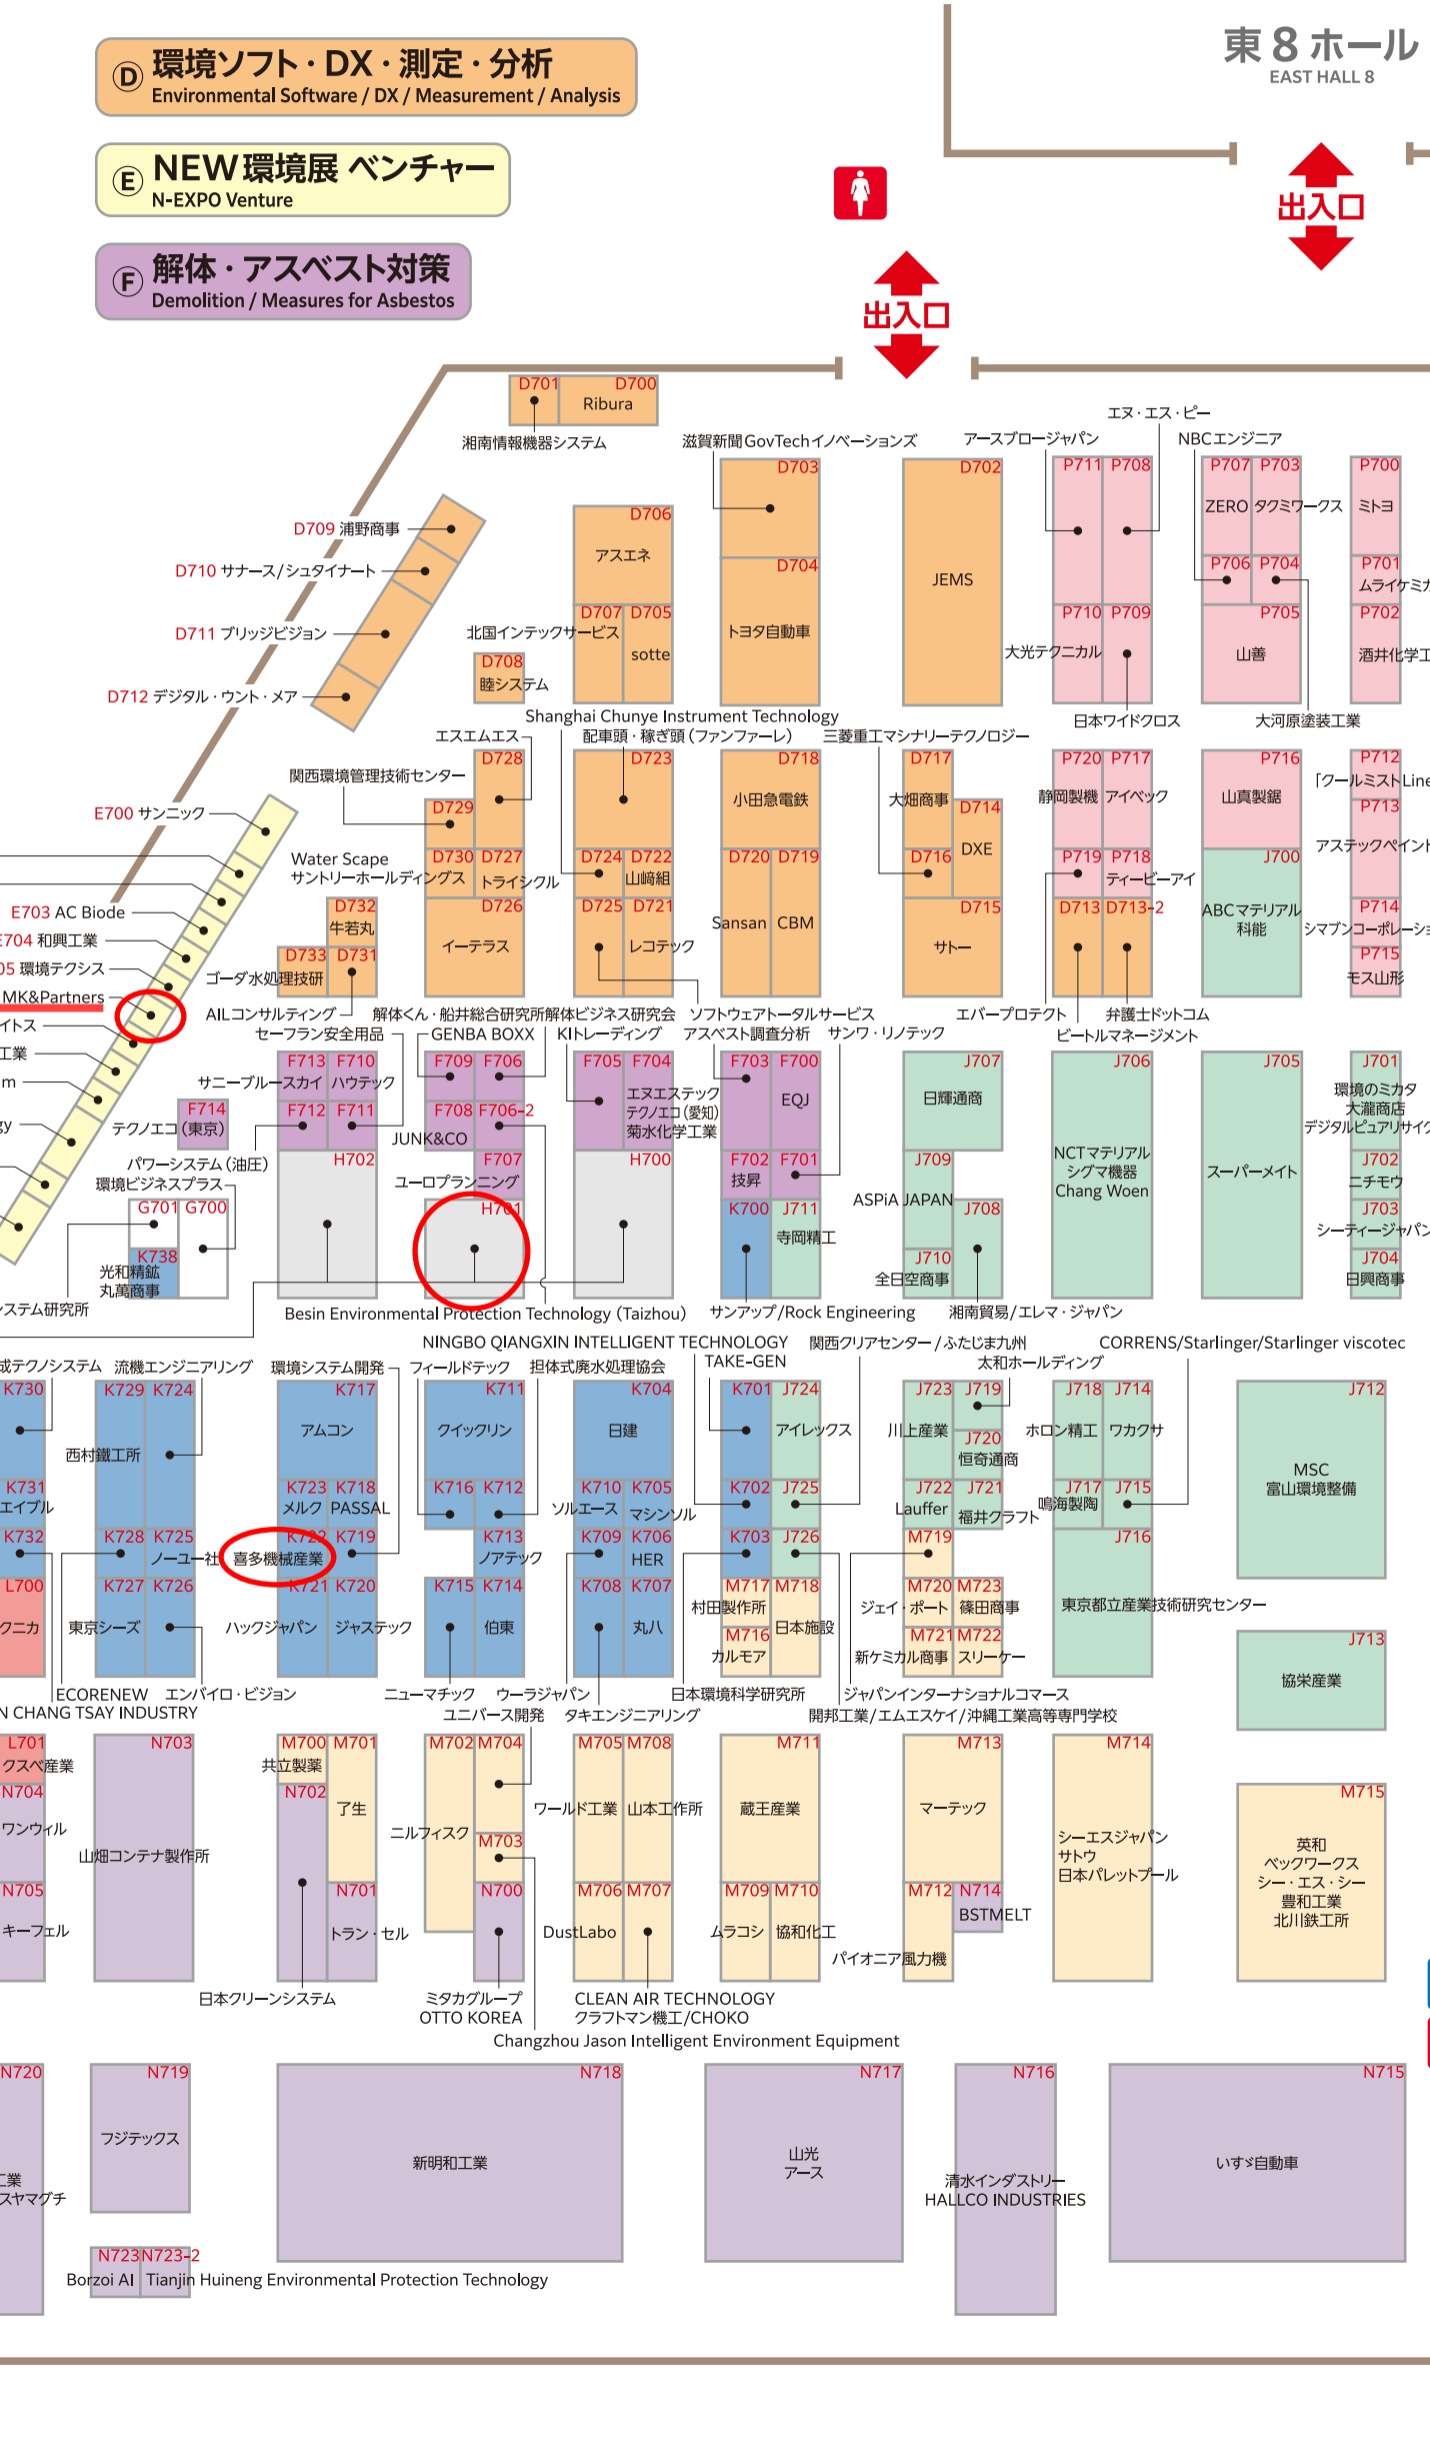 D 環境ソフト・DX・測定・分析
Environmental Software / DX / Measurement / Analysis
E NEW環境展 ベンチャー
N-EXPO Venture
F 解体・アスベスト対策
Demolition / Measures for Asbestos
東8ホール
EAST HALL 8
出入口
出入口
D701 D700
Ribura
湘南情報機器システム
滋賀新聞GovTechイノベーションズ
D703
D704
トヨタ自動車
D702
JEMS
エヌ・エス・ピー
アースブロージャパン
NBCエンジニア
P711 P708
P710 P709
大光テクニカル
日本ワイドクロス
P707 P703
ZERO タクミワークス
P706 P704
P705
山善
大河原塗装工業
P700
ミトヨ
P701
ムライケミカ
P702
酒井化学工
D709 浦野商事
D710 サナース/シュタイナート
D711 ブリッジビジョン
D712 デジタル・ウント・メア
D706
アスエネ
北国インテックサービス
D707 D705
sotte
D708
睦システム
Shanghai Chunye Instrument Technology
配車頭・稼ぎ頭(ファンファーレ)
三菱重工マシナリーテクノロジー
エスエムエス
関西環境管理技術センター
D728
D729
D730 D727
Water Scape
サントリーホールディングス
トライシクル
D726
イーテラス
D723
D724 D722
山﨑組
D725 D721
レコテック
D718
小田急電鉄
D720 D719
Sansan CBM
D717
大畑商事
D714
DXE
D716
D715
サトー
P720 P717
静岡製機 アイベック
P719 P718
ティービーアイ
D713 D713-2
P716
山真製鋸
J700
ABCマテリアル
科能
P712
「クールミストLine
P713
アステックペイント
P714
シマブンコーポレーショ
P715
モス山形
E700 サンニック
E703 AC Biode
E704 和興工業
05 環境テクシス
MK&Partners
イトス
工業
m
gy
D732
牛若丸
D733 D731
ゴーダ水処理技研
AILコンサルティング
解体くん・船井総合研究所解体ビジネス研究会
ソフトウェアトータルサービス
エバープロテクト
弁護士ドットコム
セーフラン安全用品
GENBA BOXX
KIトレーディング
アスベスト調査分析
サンワ・リノテック
ビートルマネージメント
F713 F710
サニーブルースカイ ハウテック
F712 F711
F714
テクノエコ(東京)
パワーシステム(油圧)
環境ビジネスプラス
F709 F706
F708 F706-2
JUNK&CO
F707
ユーロプランニング
F705 F704
エヌエステック
テクノエコ(愛知)
菊水化学工業
F703 F700
EQJ
F702 F701
技昇
K700 J711
寺岡精工
J707
日輝通商
J709
ASPiA JAPAN
J708
J710
全日空商事
J706
NCTマテリアル
シグマ機器
Chang Woen
J705
スーパーメイト
J701
環境のミカタ
大瀧商店
デジタルピュアリサイク
J702
ニチモウ
J703
シーティージャパン
J704
日興商事
H702
H701
H700
G701 G700
K738
光和精鉱
丸萬商事
システム研究所
Besin Environmental Protection Technology (Taizhou)
サンアップ/Rock Engineering
湘南貿易/エレマ・ジャパン
NINGBO QIANGXIN INTELLIGENT TECHNOLOGY
関西クリアセンター/ふたじま九州
CORRENS/Starlinger/Starlinger viscotec
成テクノシステム
流機エンジニアリング
環境システム開発
フィールドテック
担体式廃水処理協会
TAKE-GEN
太和ホールディング
K730
K731
エイブル
K732
L700
クニカ
K729 K724
西村鐵工所
K728 K725
ノーユー社
K727 K726
東京シーズ
K717
アムコン
K723 K718
メルク PASSAL
K722 K719
喜多機械産業
K721 K720
ハックジャパン ジャステック
K711
クイックリン
K716 K712
K713
ノアテック
K715 K714
伯東
K704
日建
K710 K705
ソルエース マシンソル
K709 K706
HER
K708 K707
丸八
K701 J724
アイレックス
K702 J725
K703 J726
M717 M718
村田製作所
日本施設
M716
カルモア
J723 J719
川上産業
J720
恒奇通商
J722 J721
Lauffer 福井クラフト
M719
M720 M723
ジェイ・ポート 篠田商事
M721 M722
新ケミカル商事 スリーケー
J718 J714
ホロン精工 ワカクサ
J717 J715
鳴海製陶
J716
東京都立産業技術研究センター
J712
MSC
富山環境整備
J713
協栄産業
ECORENEW エンバイロ・ビジョン
ニューマチック
ウーラジャパン
日本環境科学研究所
ジャパンインターナショナルコマース
N CHANG TSAY INDUSTRY
ユニバース開発
タキエンジニアリング
開邦工業/エムエスケイ/沖縄工業高等専門学校
L701
クスベ産業
N704
ワンウィル
N705
キーフェル
N703
山畑コンテナ製作所
M700 M701
共立製薬
N702
了生
N701
トラン・セル
M702 M704
ニルフィスク
M703
N700
M705 M708
ワールド工業 山本工作所
M706 M707
DustLabo
M711
蔵王産業
M709 M710
ムラコシ 協和化工
M713
マーテック
M712 N714
BSTMELT
パイオニア風力機
M714
シーエスジャパン
サトウ
日本パレットプール
M715
英和
ベックワークス
シー・エス・シー
豊和工業
北川鉄工所
日本クリーンシステム
ミタカグループ
OTTO KOREA
CLEAN AIR TECHNOLOGY
クラフトマン機工/CHOKO
Changzhou Jason Intelligent Environment Equipment
N720
工業
スヤマグチ
N719
フジテックス
N718
新明和工業
N717
山光
アース
N716
清水インダストリー
HALLCO INDUSTRIES
N715
いすゞ自動車
N723 N723-2
Borzoi AI Tianjin Huineng Environmental Protection Technology